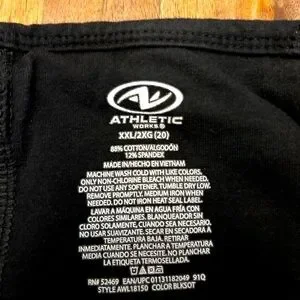 ATHLETIC
WORKS®
XXL/2XG (20)
88% COTTON/ALGODÓN
12% SPANDEX
MADE IN/HECHO EN VIETNAM
MACHINE WASH COLD WITH LIKE COLORS.
ONLY NON-CHLORINE BLEACH WHEN NEEDED.
DO NOT USE ANY SOFTENER. TUMBLE DRY LOW.
REMOVE PROMPTLY. MEDIUM IRON WHEN
NEEDED. DO NOT IRON HEAT SEAL LABEL.
LAVAR A MÁQUINA EN AGUA FRÍA CON
COLORES SIMILARES. BLANQUEADOR SIN
CLORO SOLAMENTE, CUANDO SEA NECESARIO.
NO USAR SUAVIZANTE. SECAR EN SECADORA A
TEMPERATURA BAJA. RETIRAR
INMEDIATAMENTE. PLANCHAR A TEMPERATURA
MEDIA CUANDO SEA NECESARIO. NO PLANCHAR
LA ETIQUETA TERMOSELLADA.
RN# 52469 EAN/UPC 01131182049 91Q
STYLE AWL18150 COLOR BLKSOT